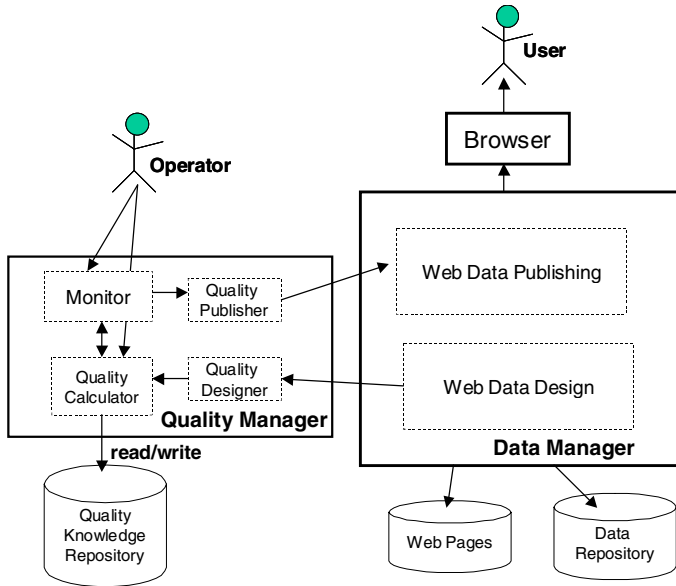 User
Browser
Operator
Web Data Publishing
Monitor
Quality
Publisher
Quality
Calculator
Quality
Designer
Web Data Design
Quality Manager
Data Manager
read/write
Quality
Knowledge
Repository
Web Pages
Data
Repository